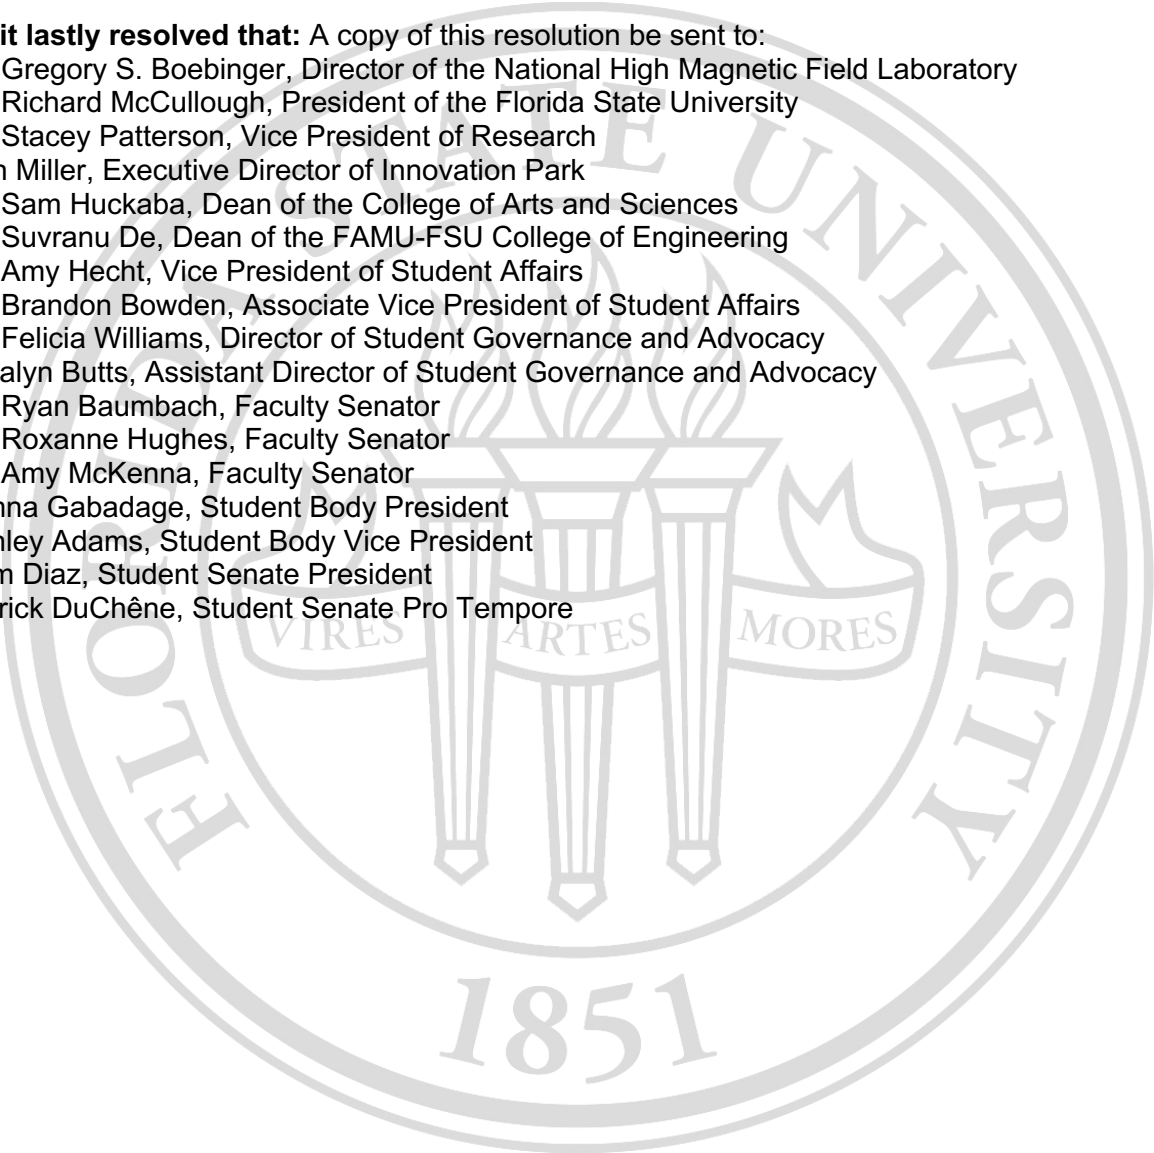 it lastly resolved that: A copy of this resolution be sent to:
Gregory S. Boebinger, Director of the National High Magnetic Field Laboratory
Richard McCullough, President of the Florida State University
Stacey Patterson, Vice President of Research
Miller, Executive Director of Innovation Park
Sam Huckaba, Dean of the College of Arts and Sciences
Suvranu De, Dean of the FAMU-FSU College of Engineering
Amy Hecht, Vice President of Student Affairs
Brandon Bowden, Associate Vice President of Student Affairs
Felicia Williams, Director of Student Governance and Advocacy
alyn Butts, Assistant Director of Student Governance and Advocacy
Ryan Baumbach, Faculty Senator
Roxanne Hughes, Faculty Senator
Amy McKenna, Faculty Senator
nna Gabadage, Student Body President
nley Adams, Student Body Vice President
m Diaz, Student Senate President
rick DuChêne, Student Senate Pro Tempore
FLORIDA STATE UNIVERSITY
VIRES ARTES MORES
1851